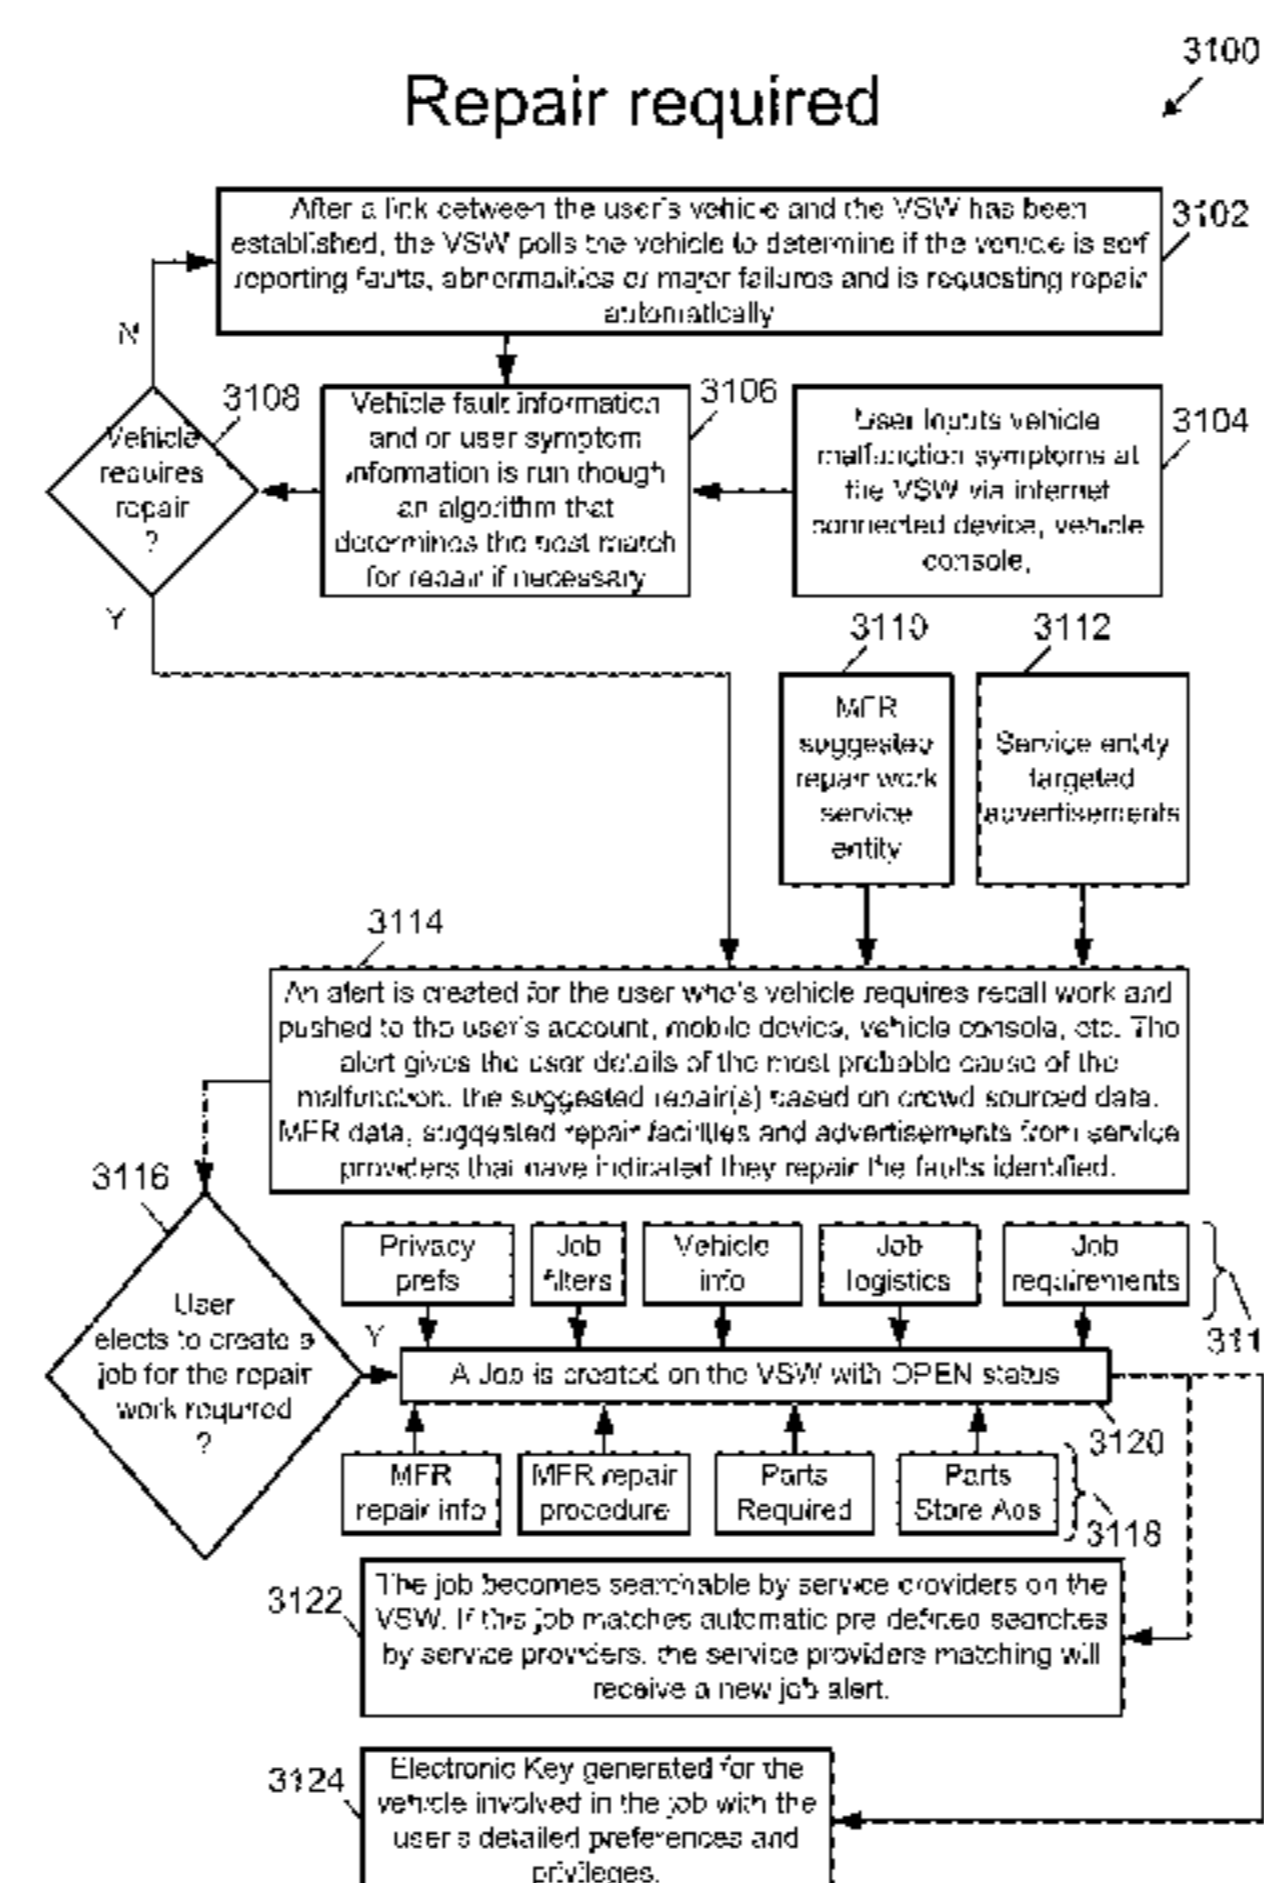 3100
Repair required
After a link between the user's vehicle and the VSW has been
established, the VSW polls the vehicle to determine if the vehicle is self
reporting faults, abnormalities or major failures and is requesting repair
automatically
3102
N
3108
Vehicle
requires
repair
?
Y
Vehicle fault information
and or user symptom
information is run though
an algorithm that
determines the best match
for repair if necessary
3106
User Inputs vehicle
malfunction symptoms at
the VSW via internet
connected device, vehicle
console,
3104
3110
MFR
suggested
repair work
service
entity
3112
Service entity
targeted
advertisements
3114
An alert is created for the user who's vehicle requires recall work and
pushed to the user's account, mobile device, vehicle console, etc. The
alert gives the user details of the most probable cause of the
malfunction, the suggested repair(s) based on crowd sourced data.
MFR data, suggested repair facilities and advertisements from service
providers that have indicated they repair the faults identified.
3116
User
elects to create a
job for the repair
work required
?
Y
Privacy
prefs
Job
filters
Vehicle
info
Job
logistics
Job
requirements
311
A Job is created on the VSW with OPEN status
3120
MFR
repair info
MFR repair
procedure
Parts
Required
Parts
Store Ads
3118
3122
The job becomes searchable by service providers on the
VSW. If this job matches automatic pre defined searches
by service providers, the service providers matching will
receive a new job alert.
3124
Electronic Key generated for the
vehicle involved in the job with the
user's detailed preferences and
privileges.